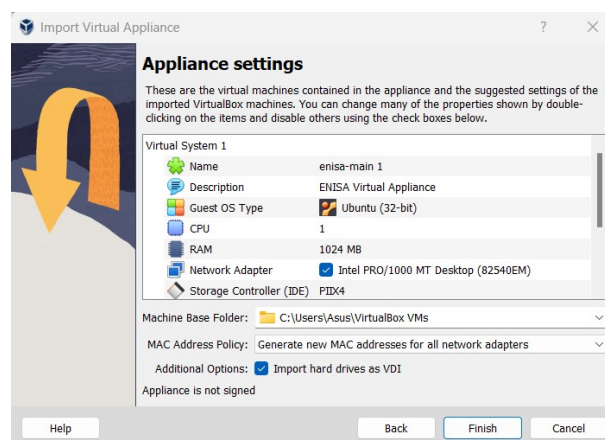 Import Virtual Appliance
Appliance settings
These are the virtual machines contained in the appliance and the suggested settings of the
imported VirtualBox machines. You can change many of the properties shown by double-
clicking on the items and disable others using the check boxes below.
Virtual System 1
Name enisa-main 1
Description ENISA Virtual Appliance
Guest OS Type Ubuntu (32-bit)
CPU 1
RAM 1024 MB
Network Adapter Intel PRO/1000 MT Desktop (82540EM)
Storage Controller (IDE) PIIX4
Machine Base Folder: C:\Users\Asus\VirtualBox VMs
MAC Address Policy: Generate new MAC addresses for all network adapters
Additional Options: Import hard drives as VDI
Appliance is not signed
Help Back Finish Cancel